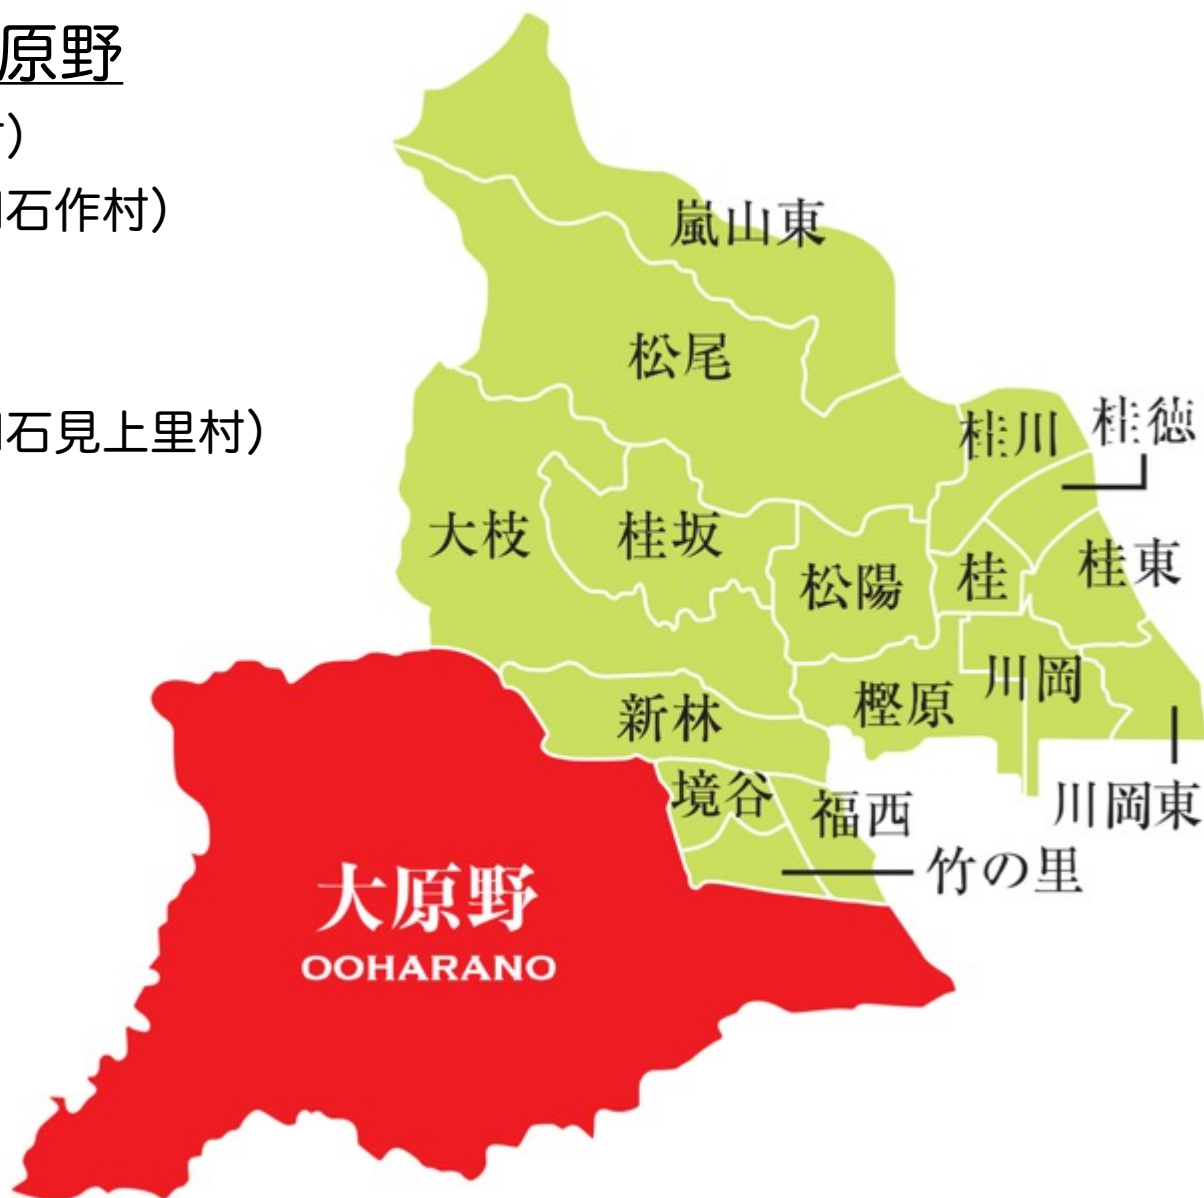 原野
村）
石作村）
石見上里村）
嵐山東
松尾
桂川
桂徳
大枝
桂坂
松陽
桂
桂東
新林
樫原
川岡
境谷
福西
川岡東
竹の里
大原野
OOHARANO